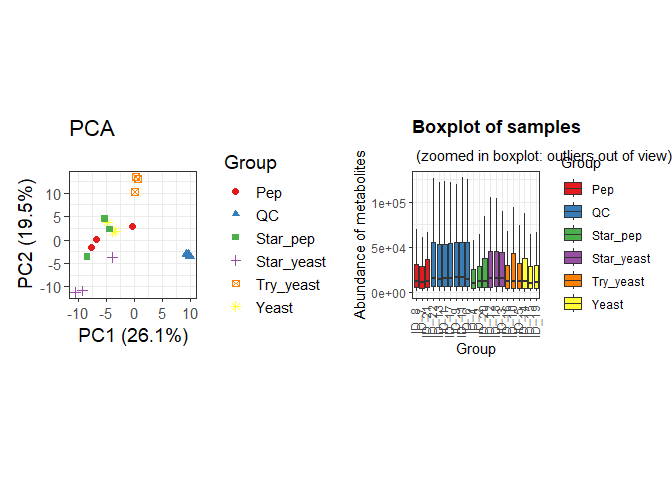 PCA
PC2 (19.5%)
10
5
0
-5
-10
-10
-5
0
5
10
PC1 (26.1%)
Group
Pep
QC
Star_pep
Star_yeast
Try_yeast
Yeast
Boxplot of samples
(zoomed in boxplot: outliers out of view)
Abundance of metabolites
1e+05
5e+04
0e+00
Group
Group
Pep
QC
Star_pep
Star_yeast
Try_yeast
Yeast